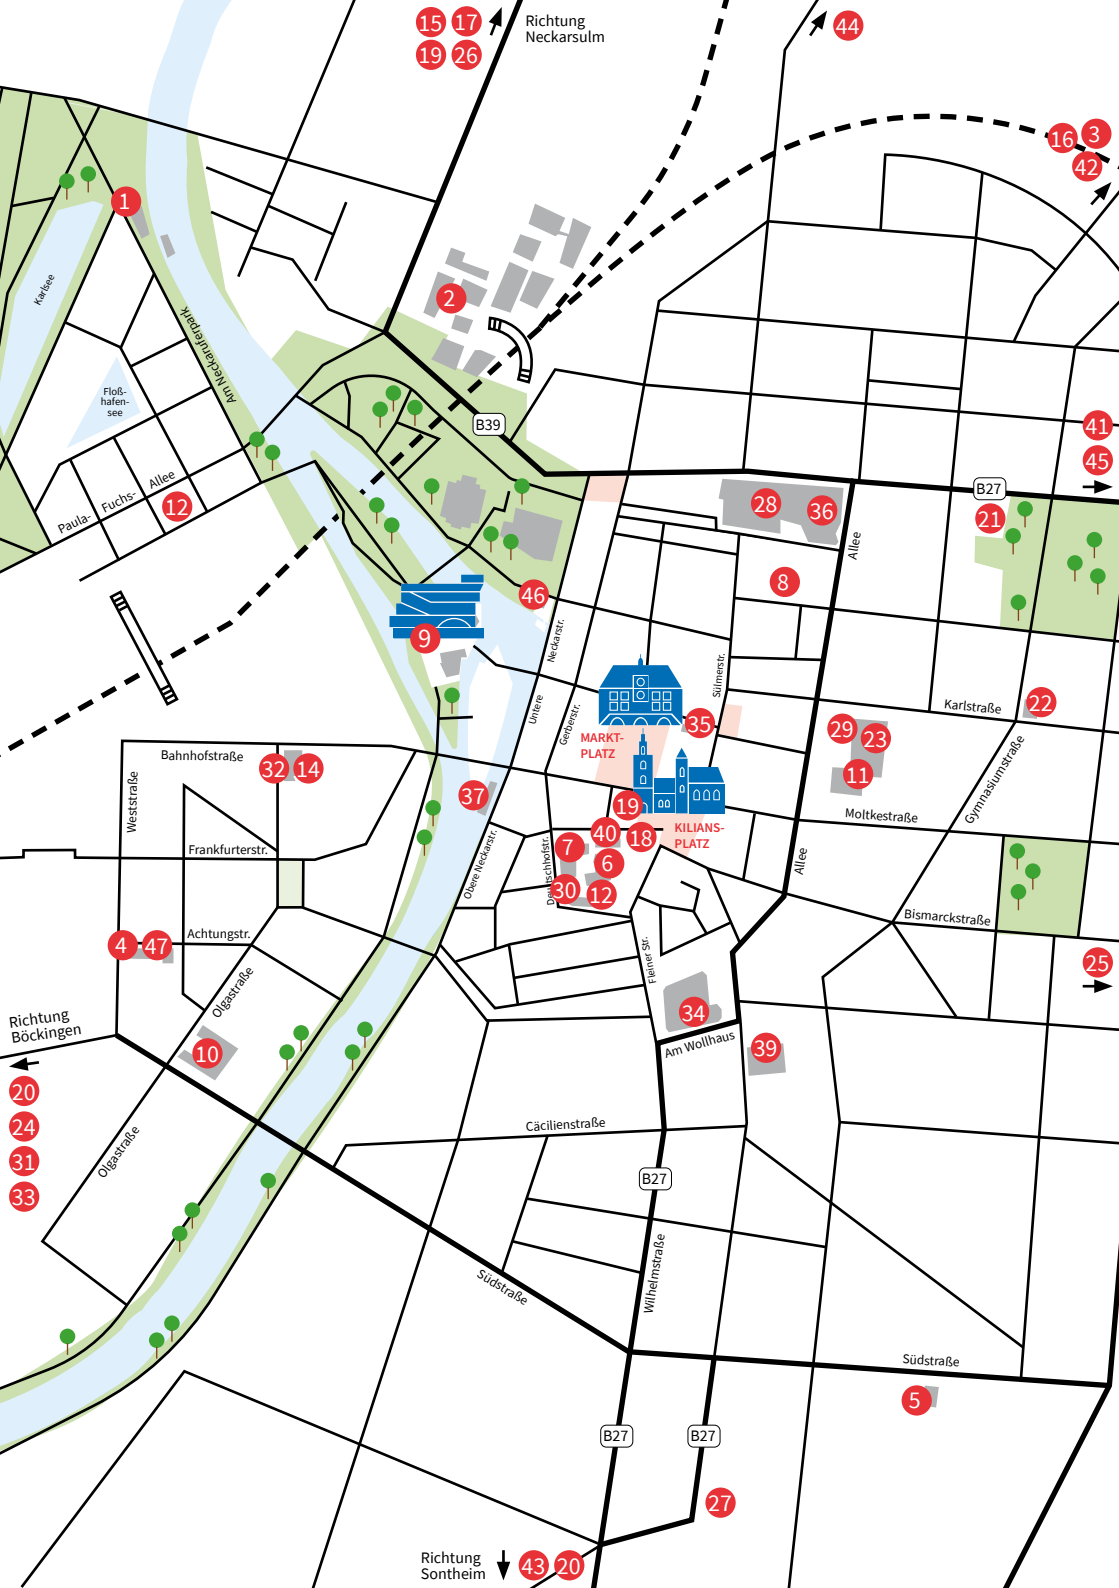 15 17
19 26
Richtung
Neckarsulm
44
16 3
42
1
Karlsee
Am Neckaruferpark
2
Floß-
hafen-
see
B39
41
45
B27
28
36
21
Paula-
Fuchs-
Allee
12
Allee
8
46
9
Neckarstr.
Untere
Gerberstr.
Sülmerstr.
35
MARKT-
PLATZ
Karlstraße
22
29
23
11
Gymnasiumstraße
Moltkestraße
Bahnhofstraße
32 14
Weststraße
37
19
40
18
KILIANS-
PLATZ
7
6
30
12
Deutschhofstr.
Obere Neckarstr.
Frankfurterstr.
Allee
Bismarckstraße
Achtungstr.
4 47
Olgastraße
Fleiner Str.
25
34
Am Wollhaus
39
Richtung
Böckingen
10
20
24
31
33
Olgastraße
Cäcilienstraße
B27
Wilhelmstraße
Südstraße
Südstraße
5
B27
B27
27
Richtung
Sontheim
43 20